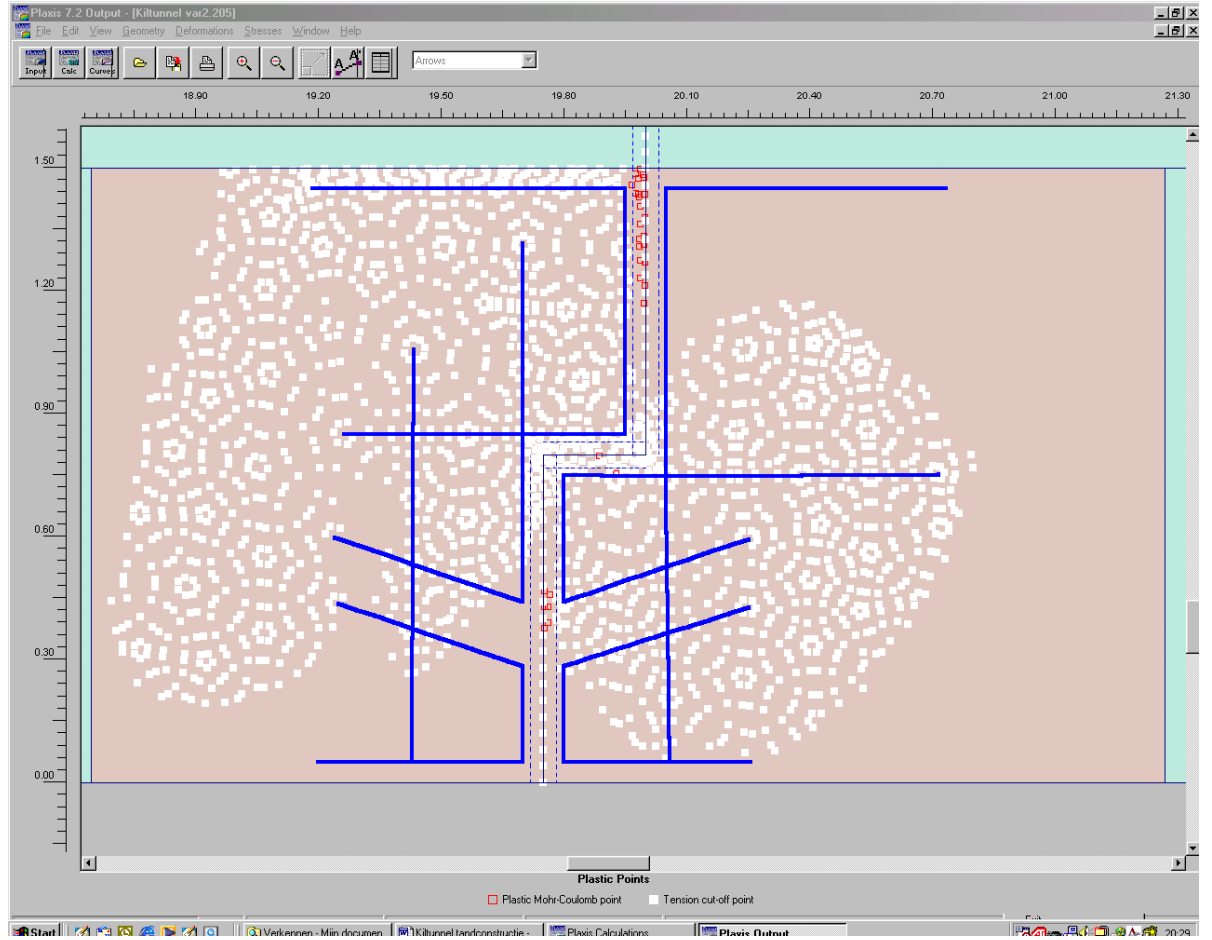 Plaxis 7.2 Output - [Kiltunnel var2.205]
File Edit View Geometry Deformations Stresses Window Help
Input Calc Curves Arrows
18.90 19.20 19.50 19.80 20.10 20.40 20.70 21.00 21.30
1.50
1.20
0.90
0.60
0.30
0.00
Plastic Points
Plastic Mohr-Coulomb point Tension cut-off point
Start Verkennen - Mijn documen Kiltunnel tandconstructie - Plaxis Calculations Plaxis Output 20:29